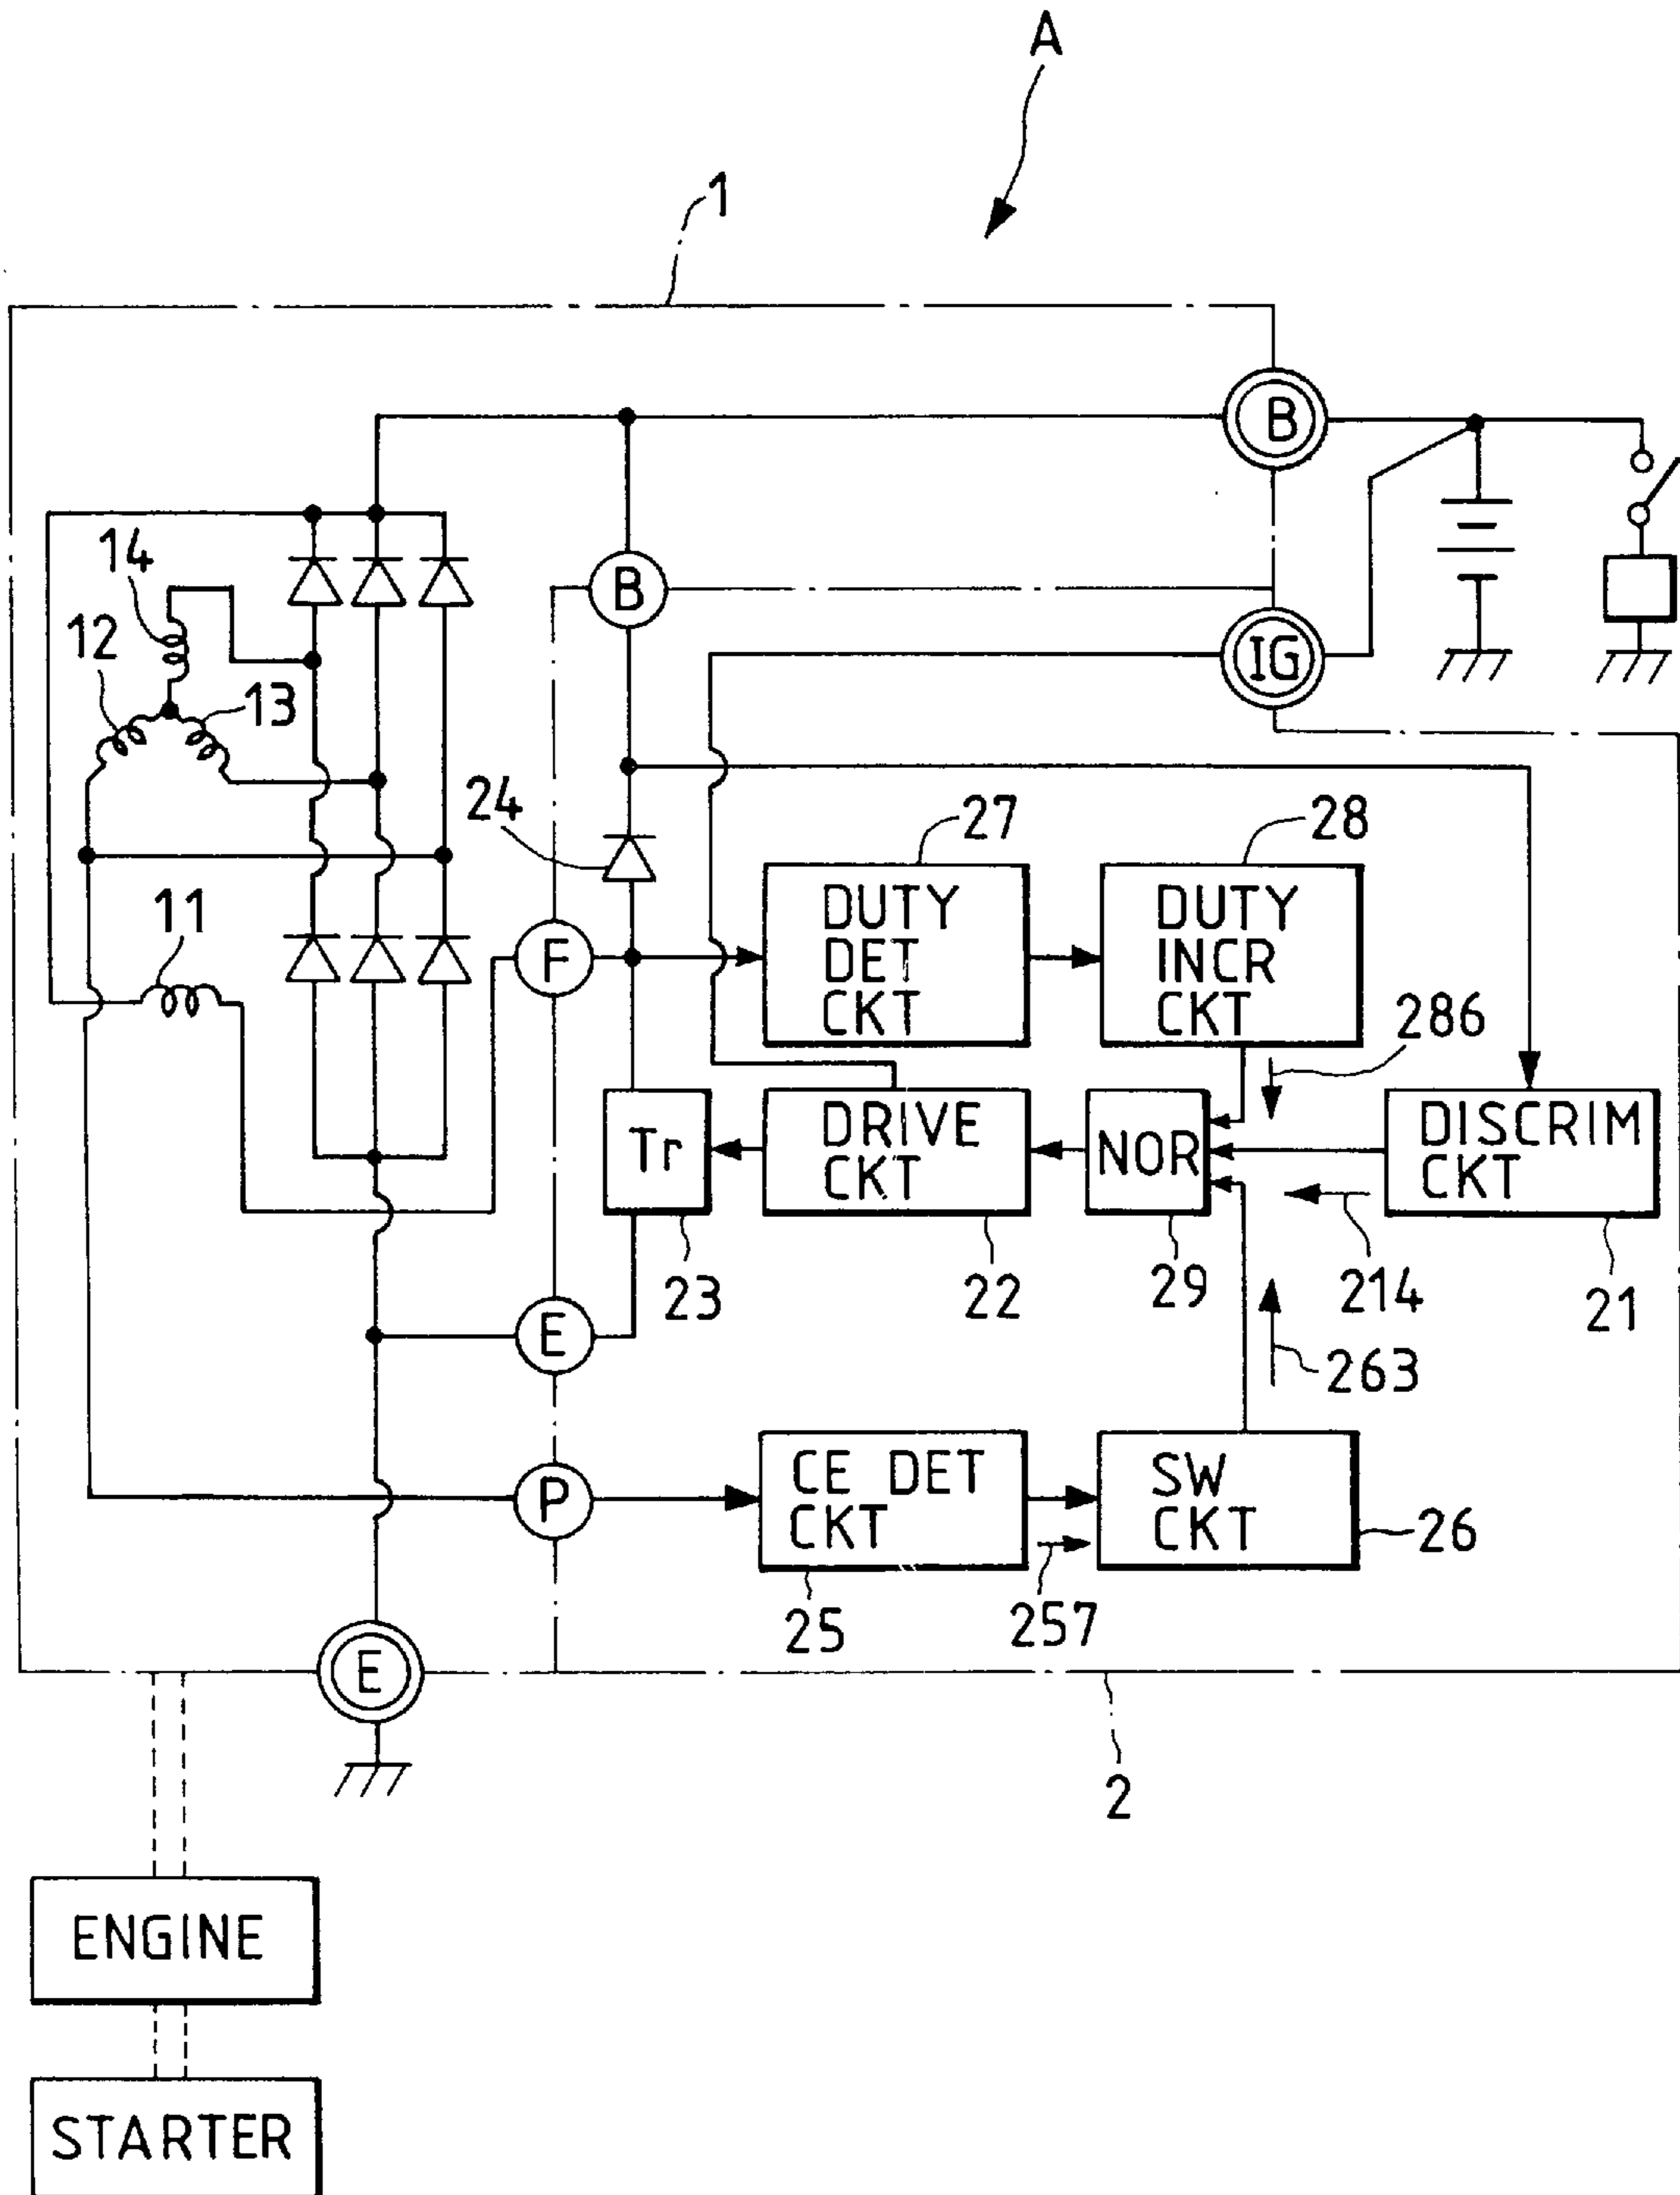 A
1
B
14
B
12
IG
13
24
27
28
DUTY
DET
CKT
DUTY
INCR
CKT
11
F
286
Tr
DRIVE
CKT
NOR
DISCRIM
CKT
23
22
29
214
21
E
263
P
CE DET
CKT
SW
CKT
26
25
257
E
2
ENGINE
STARTER